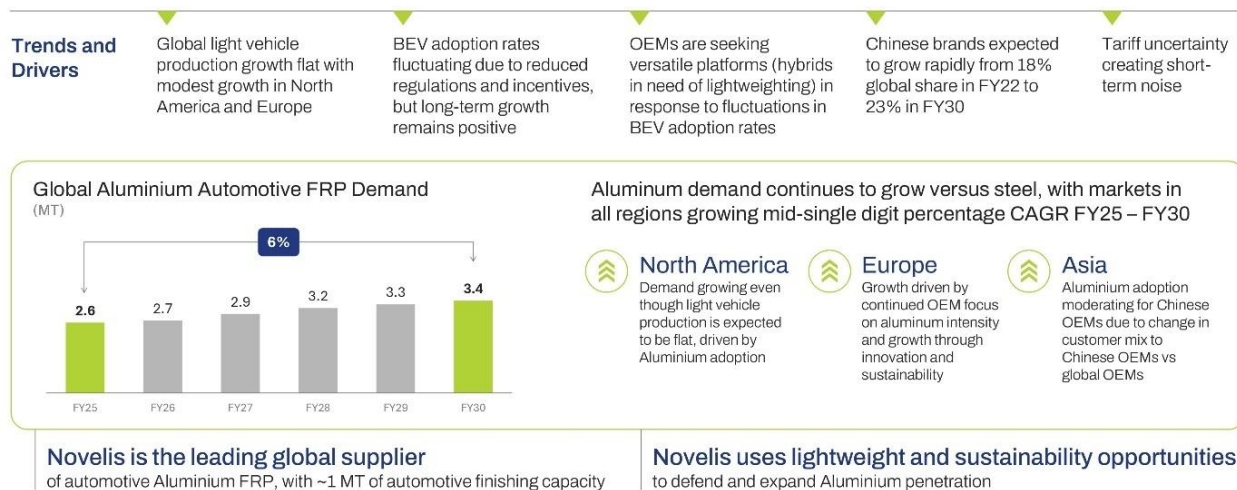 Trends and
Drivers
Global light vehicle
production growth flat with
modest growth in North
America and Europe
BEV adoption rates
fluctuating due to reduced
regulations and incentives,
but long-term growth
remains positive
OEMs are seeking
versatile platforms (hybrids
in need of lightweighting) in
response to fluctuations in
BEV adoption rates
Chinese brands expected
to grow rapidly from 18%
global share in FY22 to
23% in FY30
Tariff uncertainty
creating short-
term noise
Global Aluminium Automotive FRP Demand
(MT)
6%
2.6
2.7
2.9
3.2
3.3
3.4
FY25
FY26
FY27
FY28
FY29
FY30
Aluminum demand continues to grow versus steel, with markets in
all regions growing mid-single digit percentage CAGR FY25 – FY30
North America
Demand growing even
though light vehicle
production is expected
to be flat, driven by
Aluminium adoption
Europe
Growth driven by
continued OEM focus
on aluminum intensity
and growth through
innovation and
sustainability
Asia
Aluminium adoption
moderating for Chinese
OEMs due to change in
customer mix to
Chinese OEMs vs
global OEMs
Novelis is the leading global supplier
of automotive Aluminium FRP, with ~1 MT of automotive finishing capacity
Novelis uses lightweight and sustainability opportunities
to defend and expand Aluminium penetration